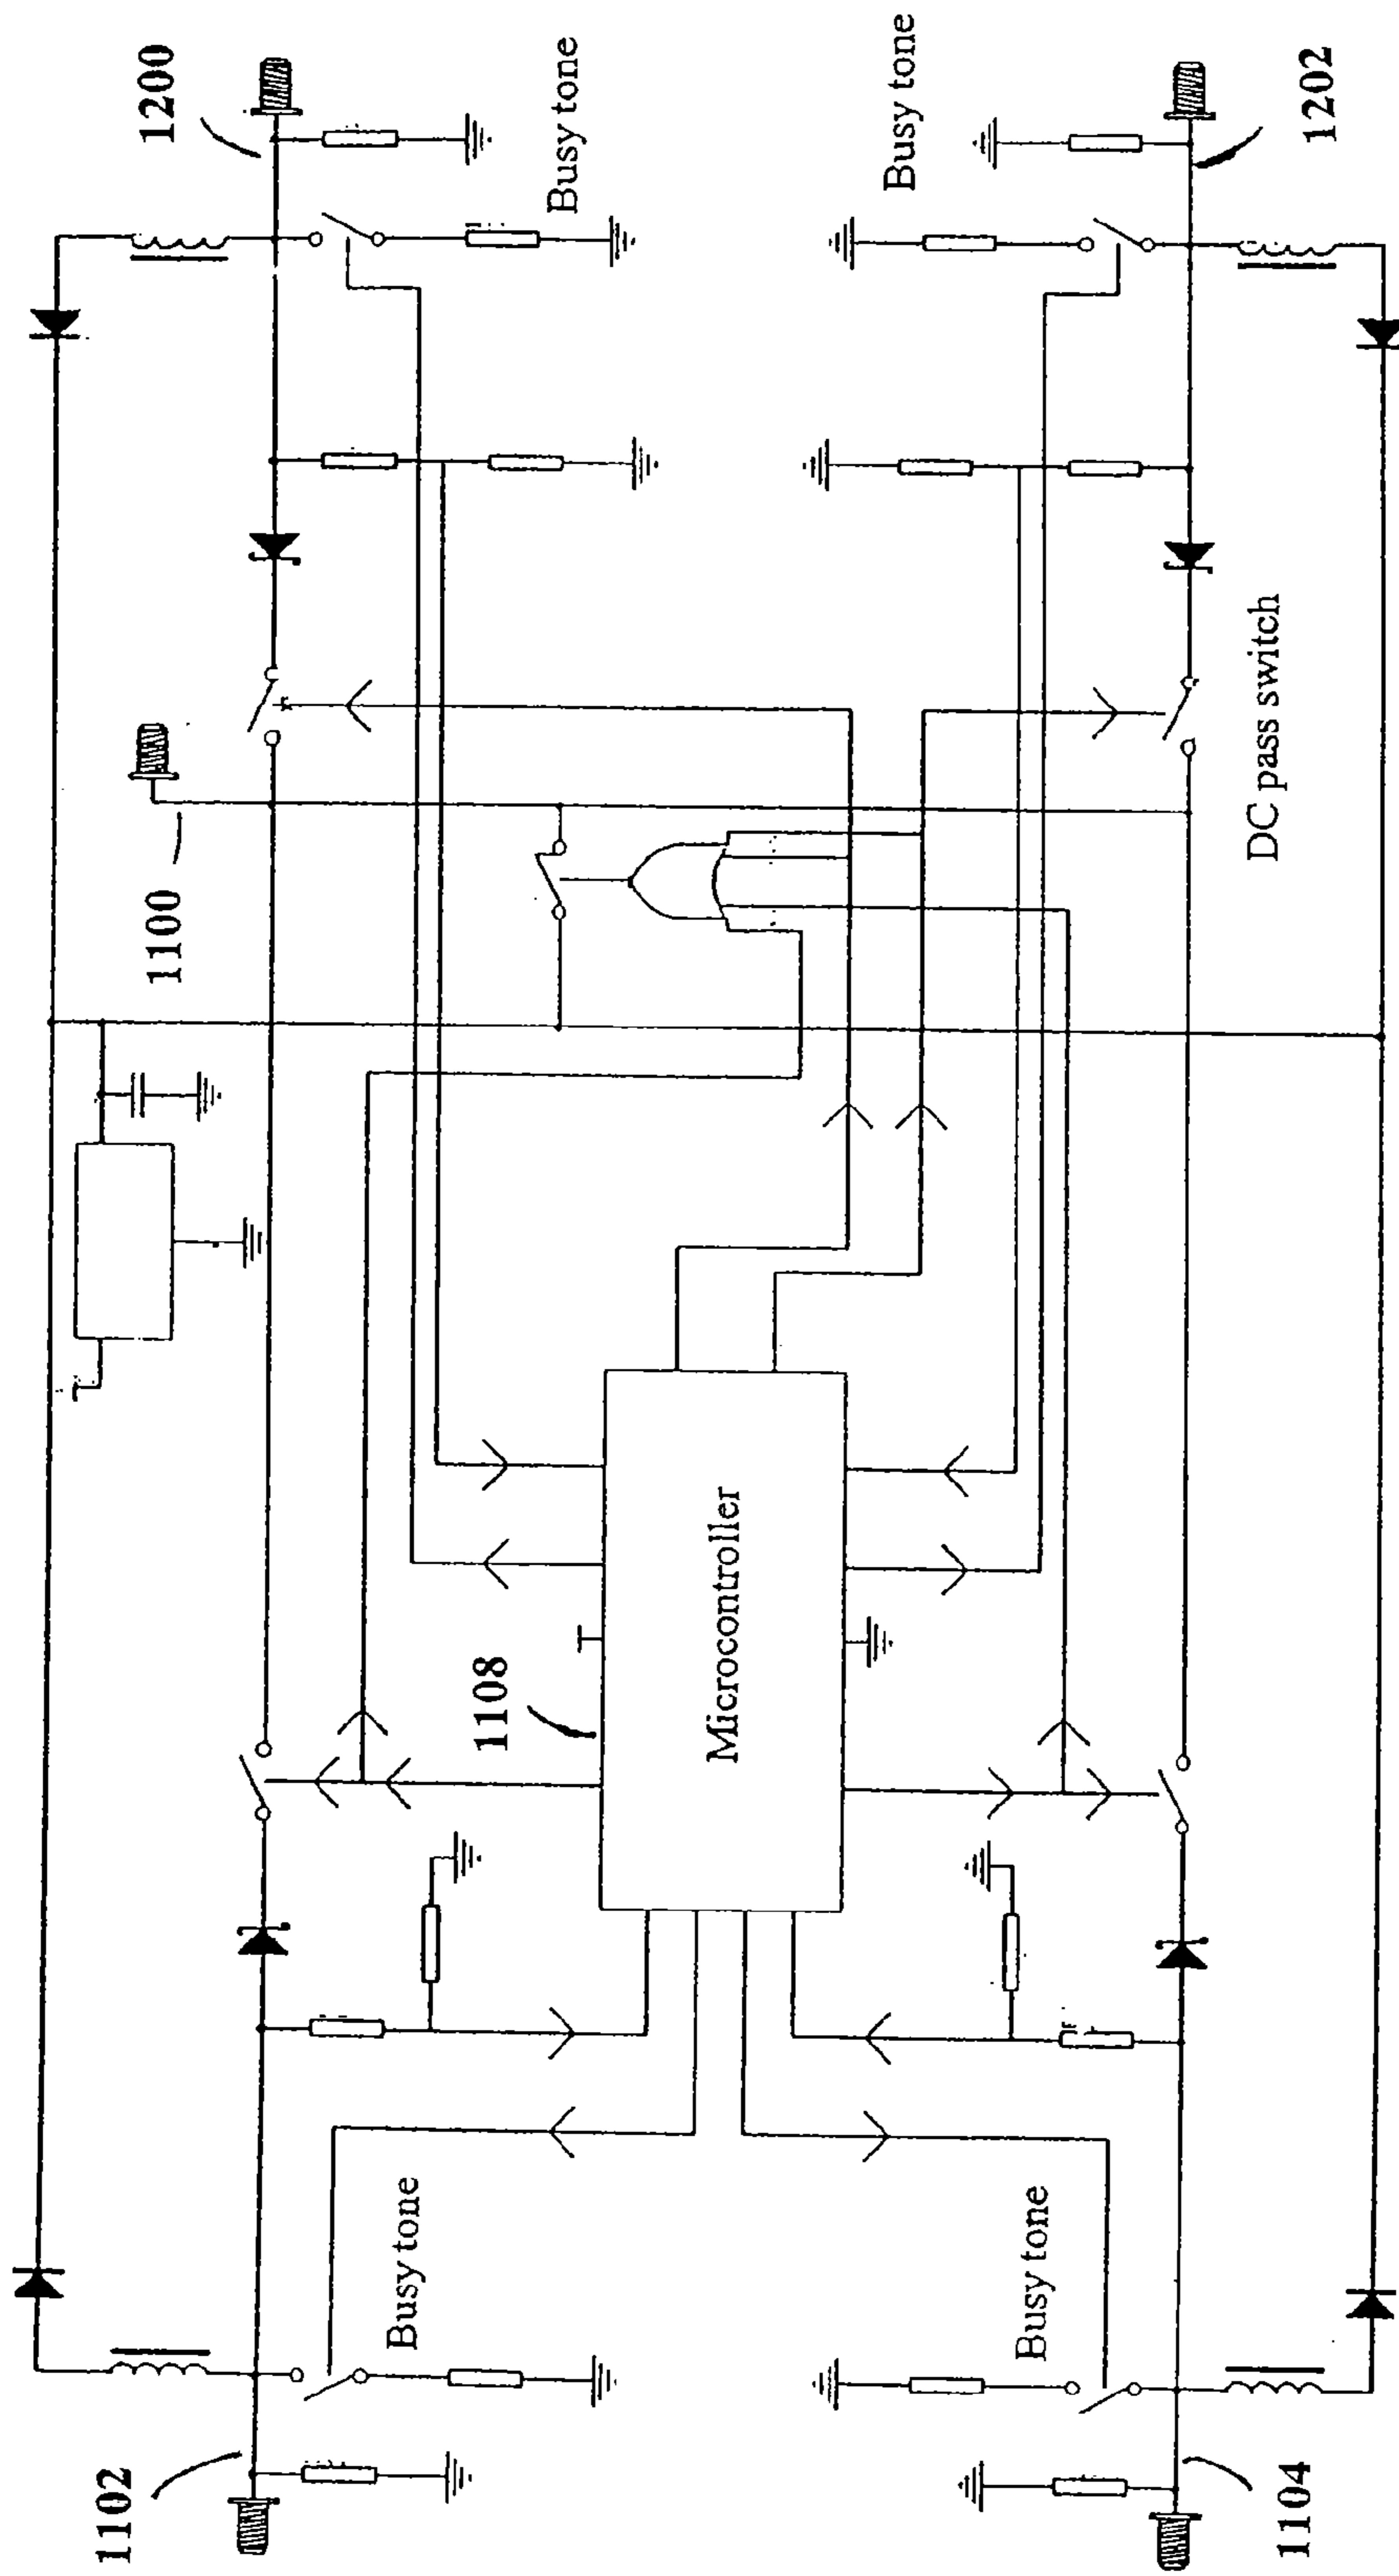 1102
1100
1200
Busy tone
Busy tone
1108
Microcontroller
Busy tone
Busy tone
DC pass switch
1104
1202